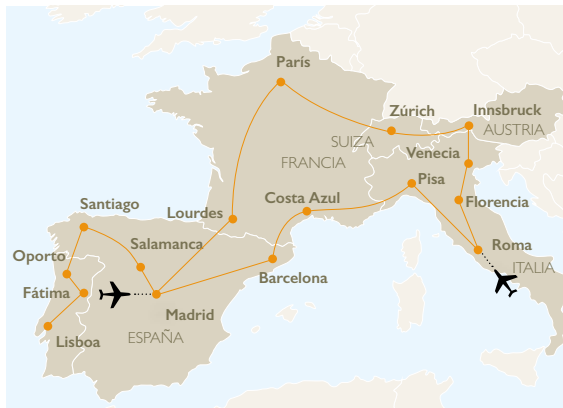 París
Zúrich
Innsbruck
AUSTRIA
SUIZA
Venecia
FRANCIA
Pisa
Costa Azul
Florencia
Santiago
Lourdes
Salamanca
Roma
Oporto
Barcelona
ITALIA
Fátima
Madrid
ESPAÑA
Lisboa